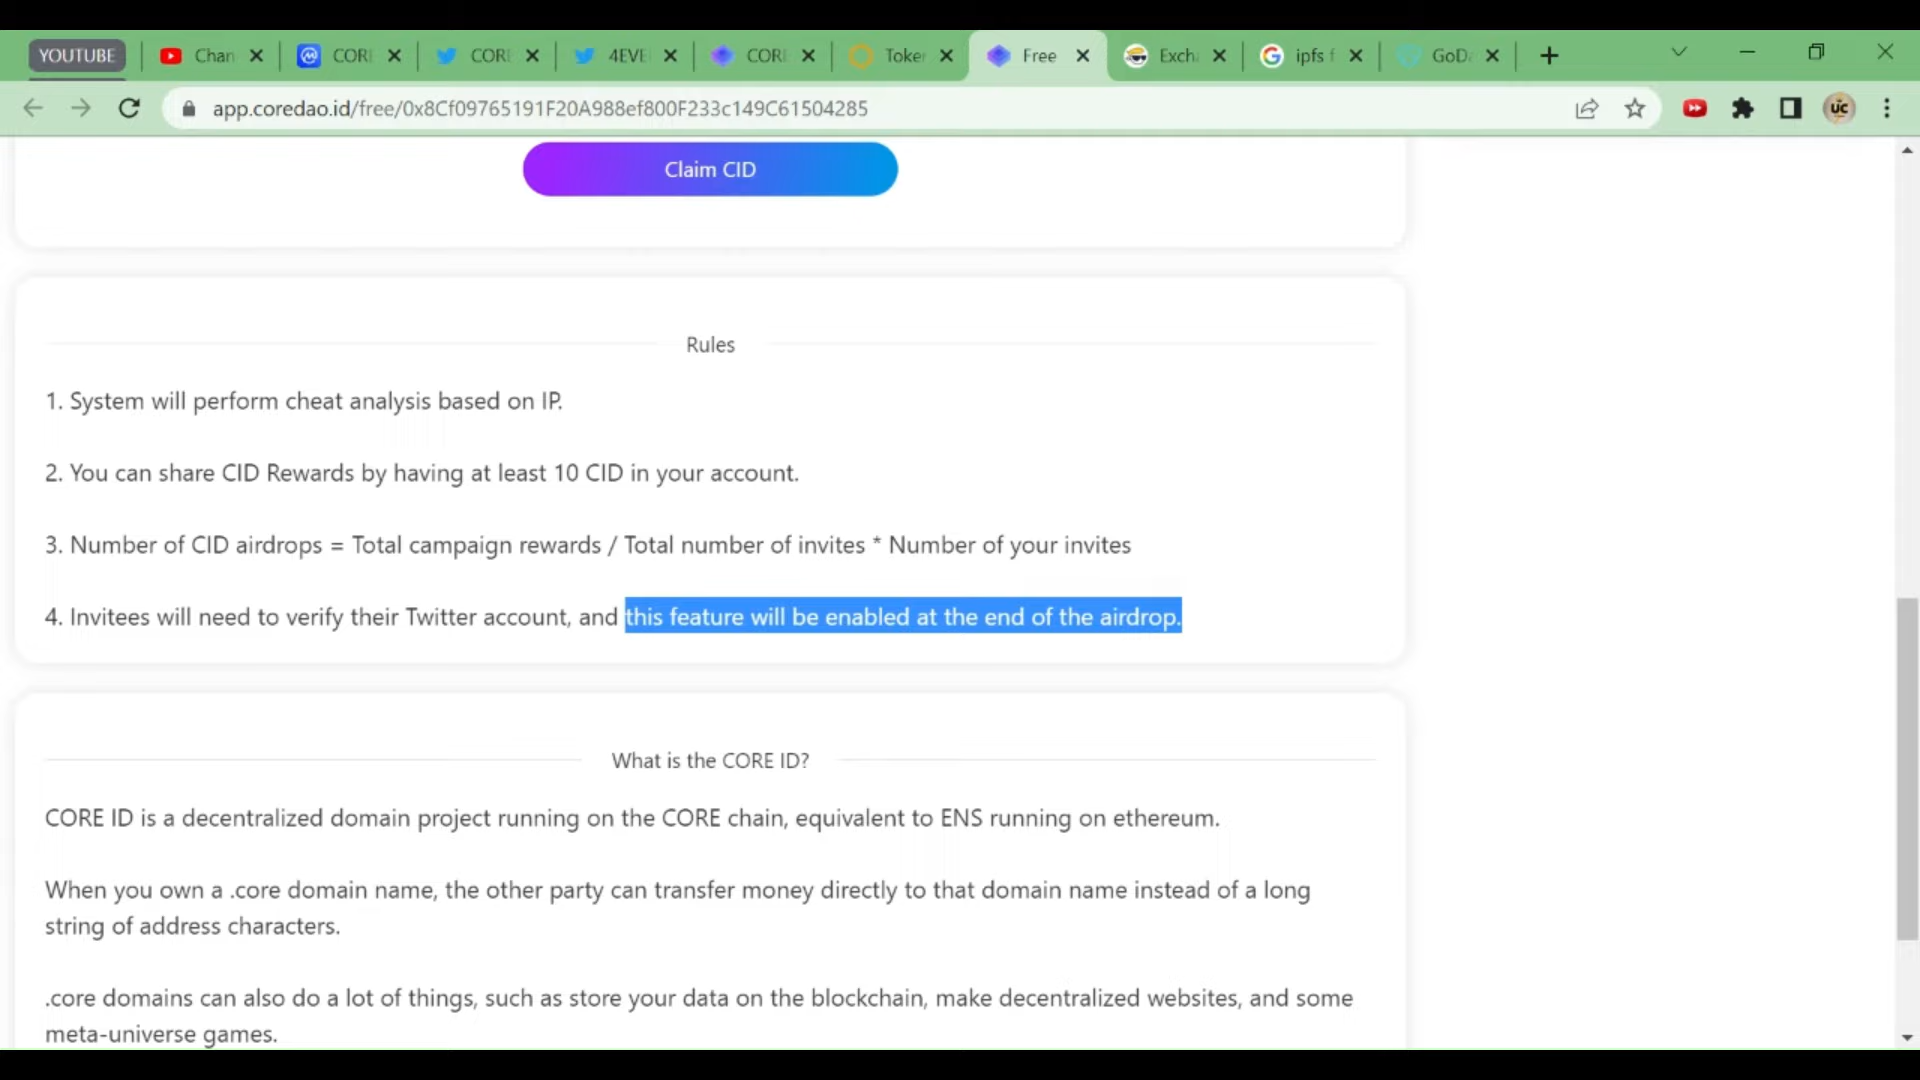 YOUTUBE Chan CORE CORE 4EVE CORE Token Free Exch ipfs f GoDa
app.coredao.id/free/0x8Cf09765191F20A988ef800F233c149C61504285
UC
Claim CID
Rules
1. System will perform cheat analysis based on IP.
2. You can share CID Rewards by having at least 10 CID in your account.
3. Number of CID airdrops = Total campaign rewards / Total number of invites * Number of your invites
4. Invitees will need to verify their Twitter account, and this feature will be enabled at the end of the airdrop.
What is the CORE ID?
CORE ID is a decentralized domain project running on the CORE chain, equivalent to ENS running on ethereum.
When you own a .core domain name, the other party can transfer money directly to that domain name instead of a long
string of address characters.
.core domains can also do a lot of things, such as store your data on the blockchain, make decentralized websites, and some
meta-universe games.